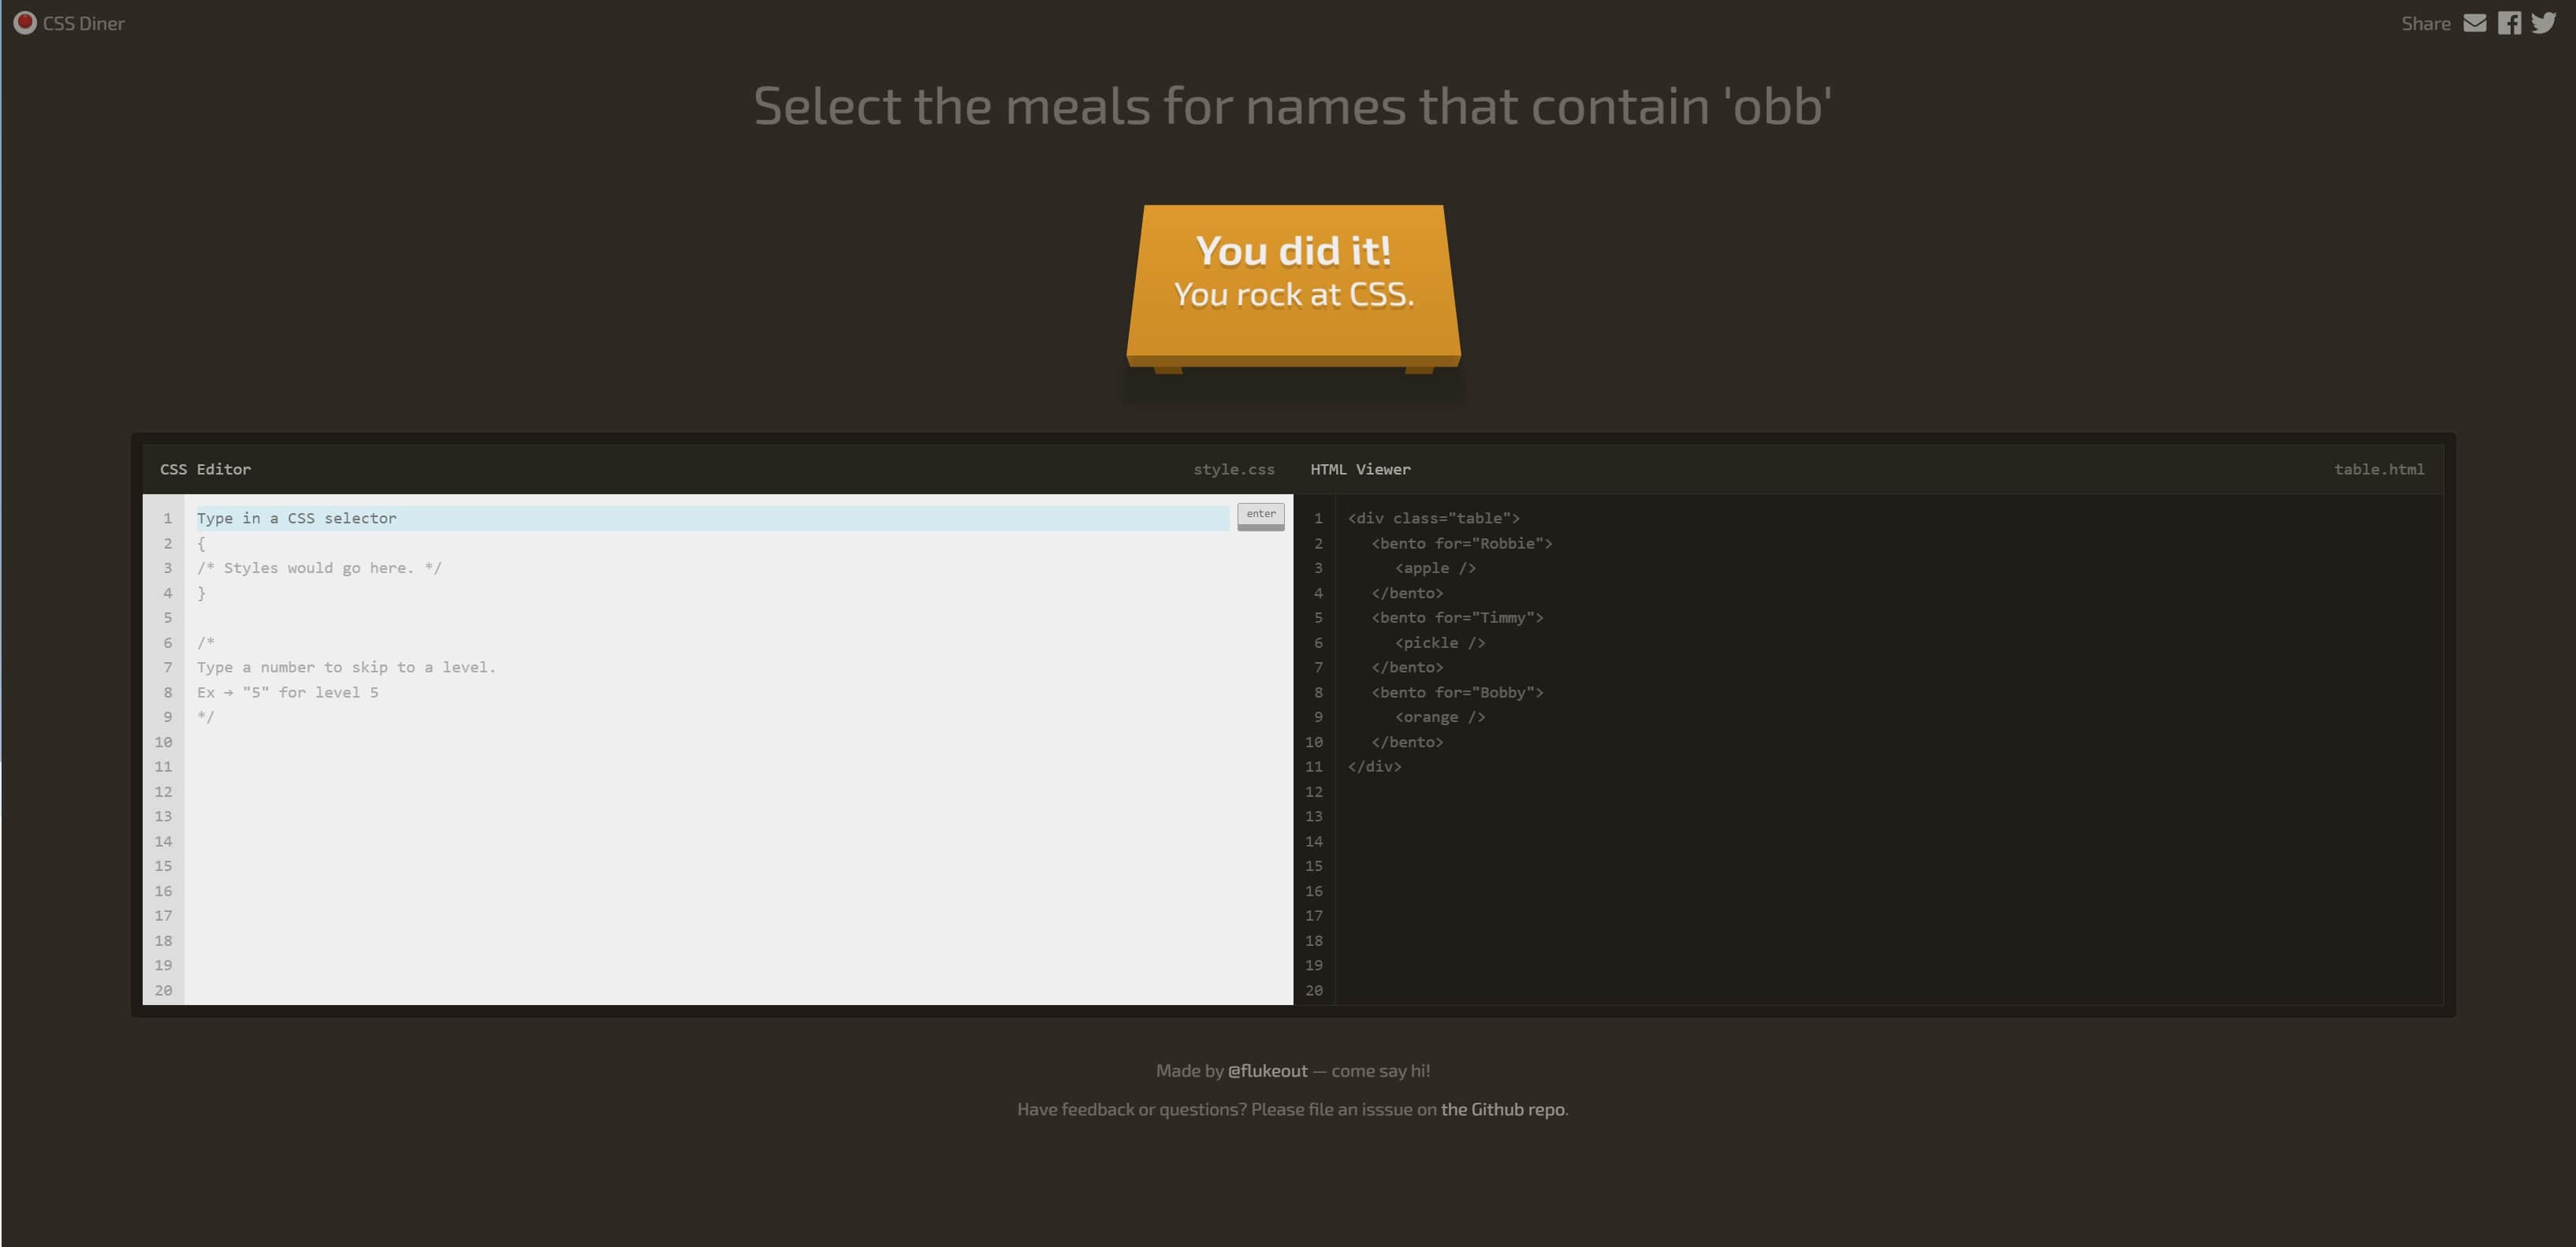 CSS Diner
Share
Select the meals for names that contain 'obb'
You did it!
You rock at CSS.
CSS Editor
style.css
1 Type in a CSS selector
enter
2 {
3 /* Styles would go here. */
4 }
5
6 /*
7 Type a number to skip to a level.
8 Ex → "5" for level 5
9 */
10
11
12
13
14
15
16
17
18
19
20
HTML Viewer
table.html
1 <div class="table">
2 <bento for="Robbie">
3 <apple />
4 </bento>
5 <bento for="Timmy">
6 <pickle />
7 </bento>
8 <bento for="Bobby">
9 <orange />
10 </bento>
11 </div>
12
13
14
15
16
17
18
19
20
Made by @flukeout — come say hi!
Have feedback or questions? Please file an isssue on the Github repo.